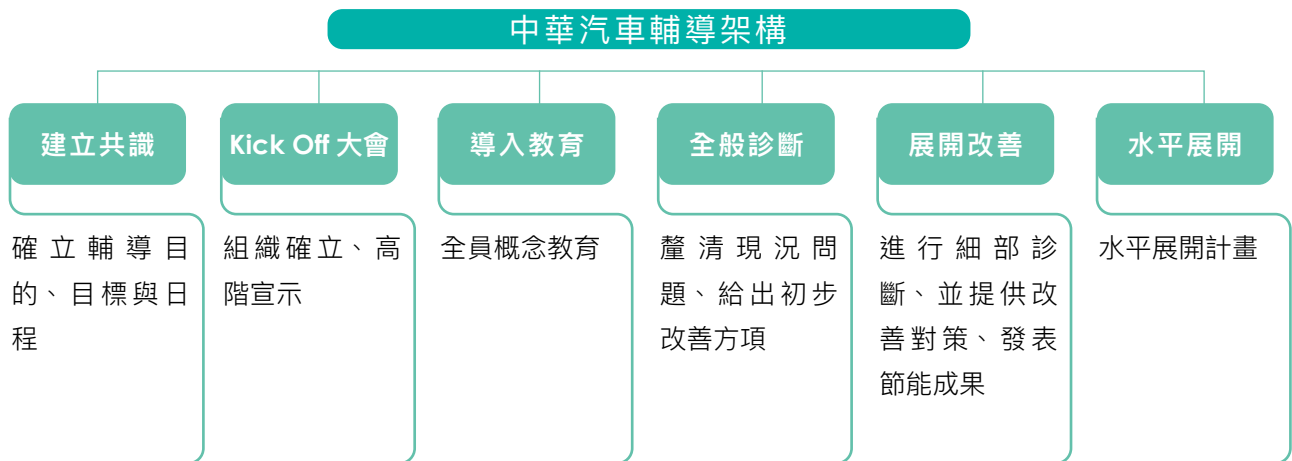 中華汽車輔導架構
建立共識
確立輔導目
的、目標與日
程
Kick Off 大會
組織確立、高
階宣示
導入教育
全員概念教育
全般診斷
釐清現況問
題、給出初步
改善方項
展開改善
進行細部診
斷、並提供改
善對策、發表
節能成果
水平展開
水平展開計畫